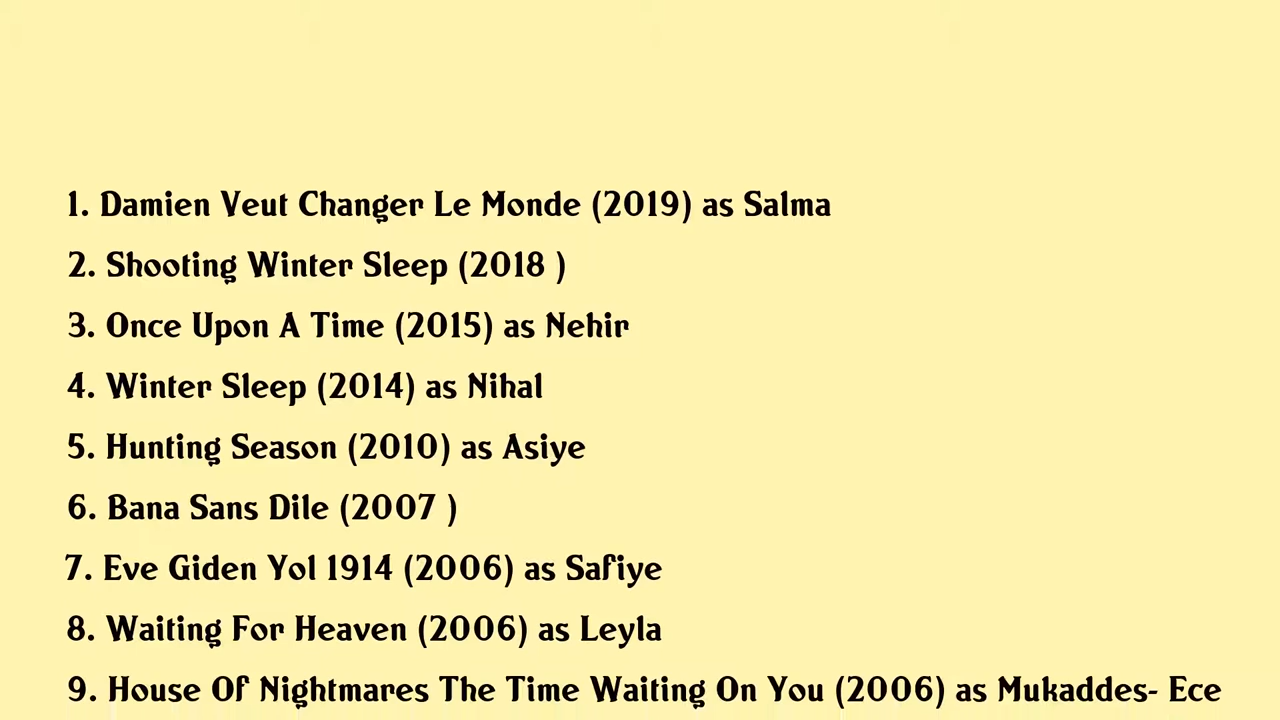 1. Damien Veut Changer Le Monde (2019) as Salma
2. Shooting Winter Sleep (2018 )
3. Once Upon A Time (2015) as Nehir
4. Winter Sleep (2014) as Nihal
5. Hunting Season (2010) as Asiye
6. Bana Sans Dile (2007 )
7. Eve Giden Yol 1914 (2006) as Safiye
8. Waiting For Heaven (2006) as Leyla
9. House Of Nightmares The Time Waiting On You (2006) as Mukaddes- Ece